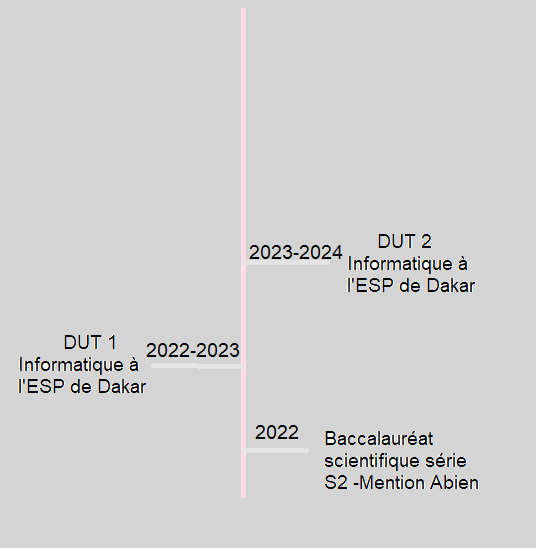 2023-2024
DUT 2
Informatique à
l'ESP de Dakar
DUT 1
Informatique à
l'ESP de Dakar
2022-2023
2022
Baccalauréat
scientifique série
S2 -Mention Abien